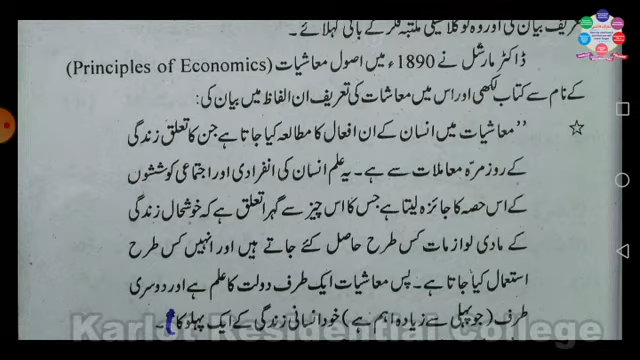 تعریف بیان کی اور وہ نوکلاسیکی مکتبہ فکر کے بانی کہلائے۔
ڈاکٹر مارشل نے 1890ء میں اصول معاشیات (Principles of Economics)
کے نام سے کتاب لکھی اور اس میں معاشات کی تعریف ان الفاظ میں بیان کی:
☆ ’’معاشیات میں انسان کے ان افعال کا مطالعہ کیا جاتا ہے جن کا تعلق زندگی
کے روز مرّہ معاملات سے ہے۔ یہ علم انسان کی انفرادی اور اجتماعی کوششوں
کے اس حصہ کا جائزہ لیتا ہے جس کا اس چیز سے گہرا تعلق ہے کہ خوشحال زندگی
کے مادی لوازمات کس طرح حاصل کئے جاتے ہیں اور انہیں کس طرح
استعمال کیا جاتا ہے۔ پس معاشیات ایک طرف دولت کا علم ہے اور دوسری
طرف (جو پہلی سے زیادہ اہم ہے) خود انسانی زندگی کے ایک پہلو کا
Karlot Residential College